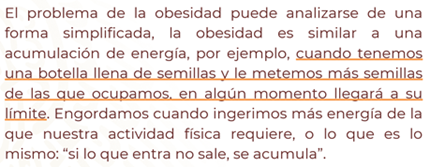 El problema de la obesidad puede analizarse de una
forma simplificada, la obesidad es similar a una
acumulación de energía, por ejemplo, cuando tenemos
una botella llena de semillas y le metemos más semillas
de las que ocupamos, en algún momento llegará a su
límite. Engordamos cuando ingerimos más energía de la
que nuestra actividad física requiere, o lo que es lo
mismo: “si lo que entra no sale, se acumula”.